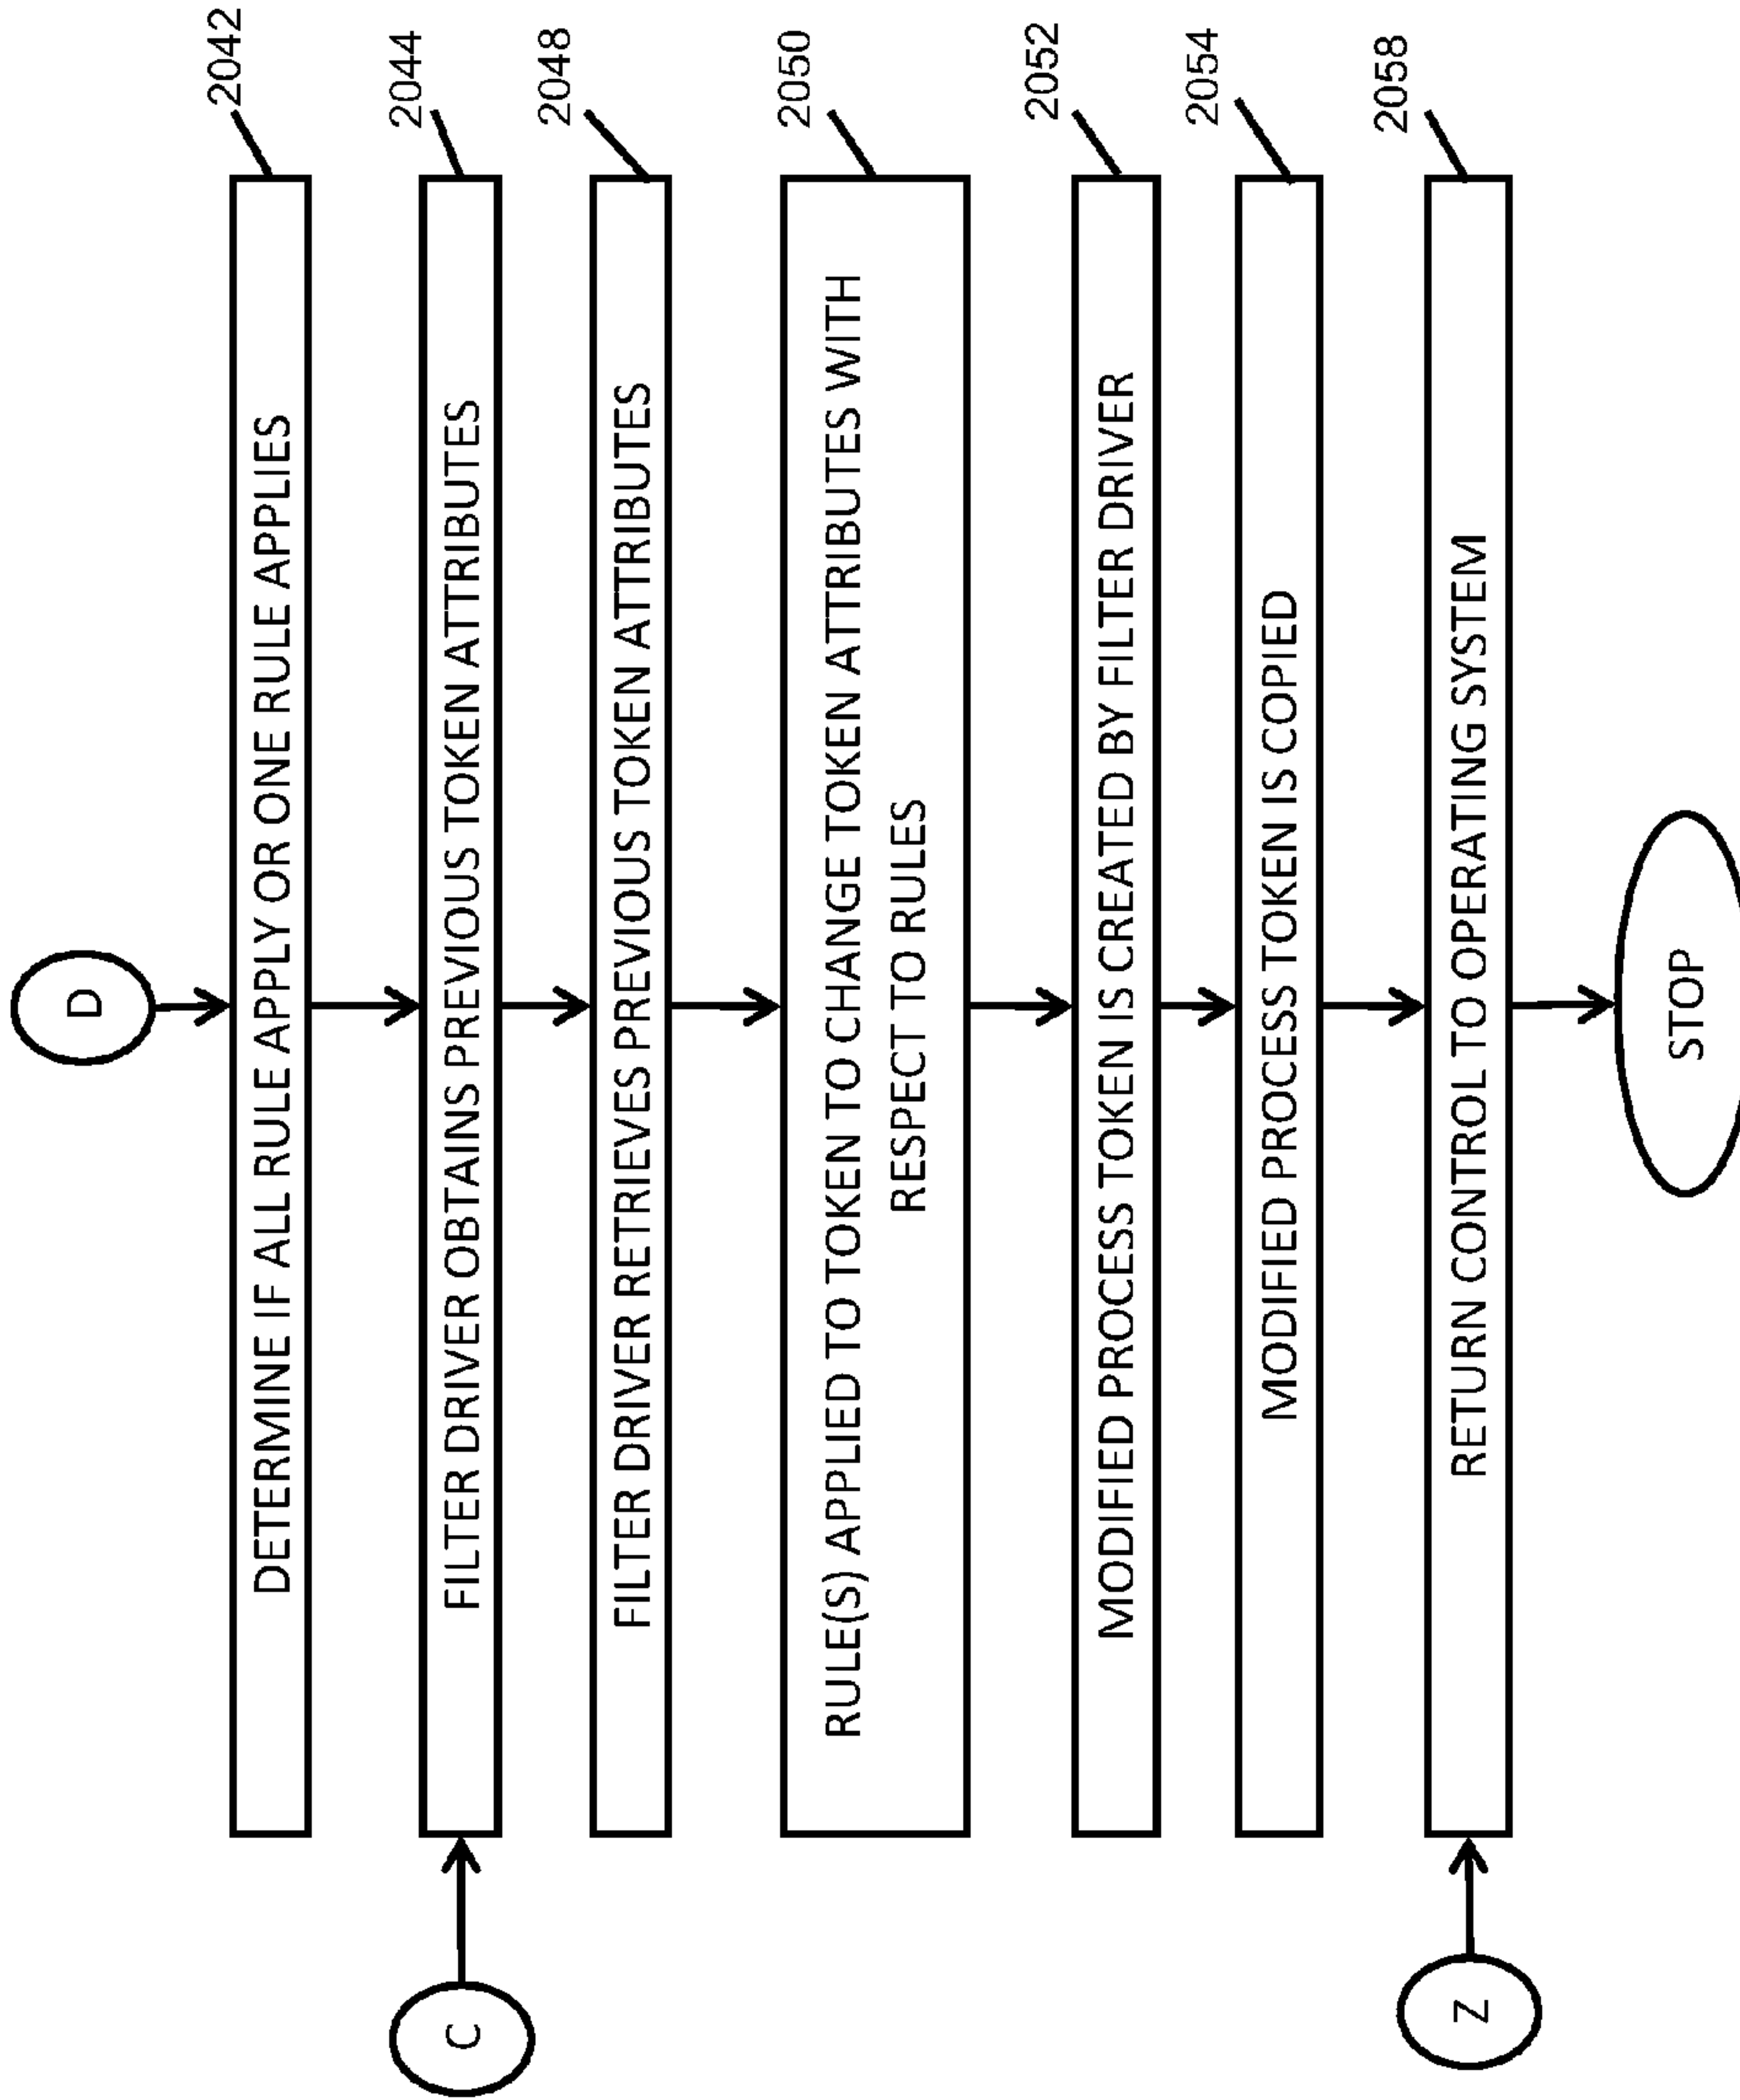 D
DETERMINE IF ALL RULE APPLY OR ONE RULE APPLIES
2042
C
FILTER DRIVER OBTAINS PREVIOUS TOKEN ATTRIBUTES
2044
FILTER DRIVER RETRIEVES PREVIOUS TOKEN ATTRIBUTES
2048
RULE(S) APPLIED TO TOKEN TO CHANGE TOKEN ATTRIBUTES WITH
RESPECT TO RULES
2050
MODIFIED PROCESS TOKEN IS CREATED BY FILTER DRIVER
2052
MODIFIED PROCESS TOKEN IS COPIED
2054
Z
RETURN CONTROL TO OPERATING SYSTEM
2058
STOP